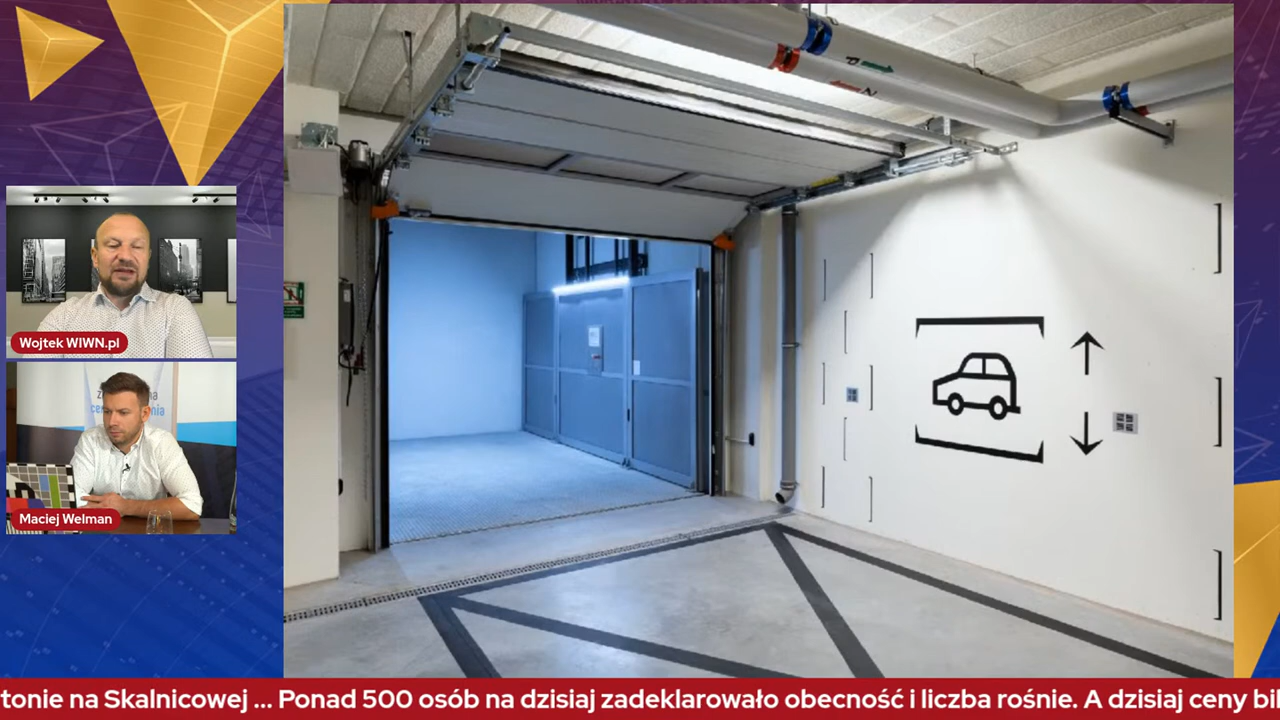 Wojtek WIWN.pl
Maciej Welman
tonie na Skalnicowej ... Ponad 500 osób na dzisiaj zadeklarowało obecność i liczba rośnie. A dzisiaj ceny bi